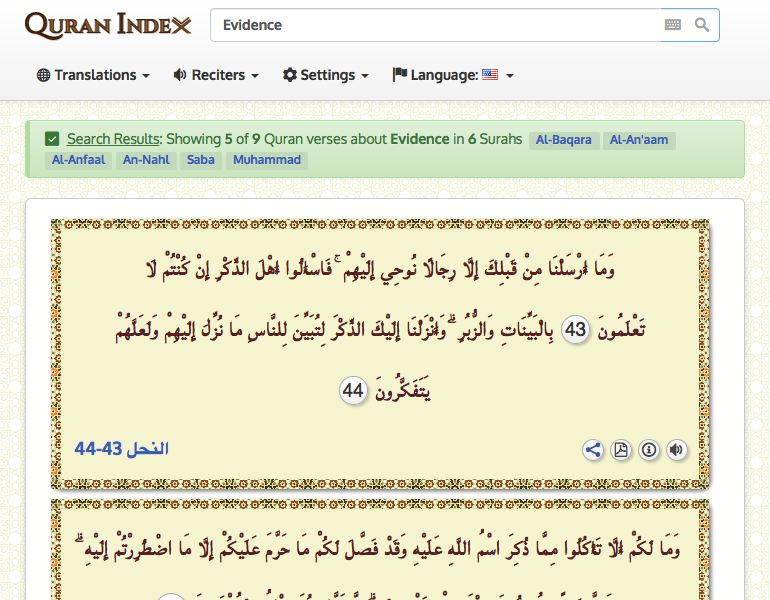 QURAN INDEX
Evidence
Translations Reciters Settings Language:
Search Results: Showing 5 of 9 Quran verses about Evidence in 6 Surahs Al-Baqara Al-An'aam
Al-Anfaal An-Nahl Saba Muhammad
وَمَا أَرْسَلْنَا مِنْ قَبْلِكَ إِلَّا رِجَالًا نُوحِي إِلَيْهِمْ ۚ فَاسْأَلُوا أَهْلَ الذِّكْرِ إِنْ كُنْتُمْ لَا
تَعْلَمُونَ 43 بِالْبَيِّنَاتِ وَالزُّبُرِ ۗ وَأَنْزَلْنَا إِلَيْكَ الذِّكْرَ لِتُبَيِّنَ لِلنَّاسِ مَا نُزِّلَ إِلَيْهِمْ وَلَعَلَّهُمْ
يَتَفَكَّرُونَ 44
النحل 43-44
وَمَا لَكُمْ أَلَّا تَأْكُلُوا مِمَّا ذُكِرَ اسْمُ اللَّهِ عَلَيْهِ وَقَدْ فَصَّلَ لَكُمْ مَا حَرَّمَ عَلَيْكُمْ إِلَّا مَا اضْطُرِرْتُمْ إِلَيْهِ ۗ